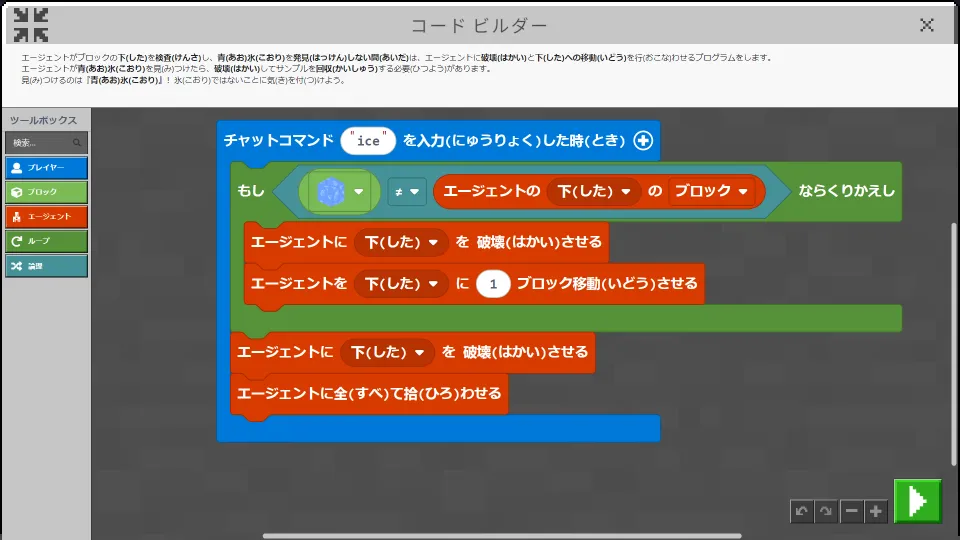 コード ビルダー
エージェントがブロックの下(した)を検査(けんさ)し、青(あお)氷(こおり)を発見(はっけん)しない間(あいだ)は、エージェントに破壊(はかい)と下(した)への移動(いどう)を行(おこな)わせるプログラムをします。
エージェントが青(あお)氷(こおり)を見(み)つけたら、破壊(はかい)してサンプルを回収(かいしゅう)する必要(ひつよう)があります。
見(み)つけるのは『青(あお)氷(こおり)』! 氷(こおり)ではないことに気(き)を付(つ)けよう。
ツールボックス
検索...
プレイヤー
ブロック
エージェント
ループ
論理
チャットコマンド "ice" を入力(にゅうりょく)した時(とき)
もし ≠ エージェントの 下(した) の ブロック ならくりかえし
エージェントに 下(した) を 破壊(はかい)させる
エージェントを 下(した) に 1 ブロック移動(いどう)させる
エージェントに 下(した) を 破壊(はかい)させる
エージェントに全(すべ)て拾(ひろ)わせる